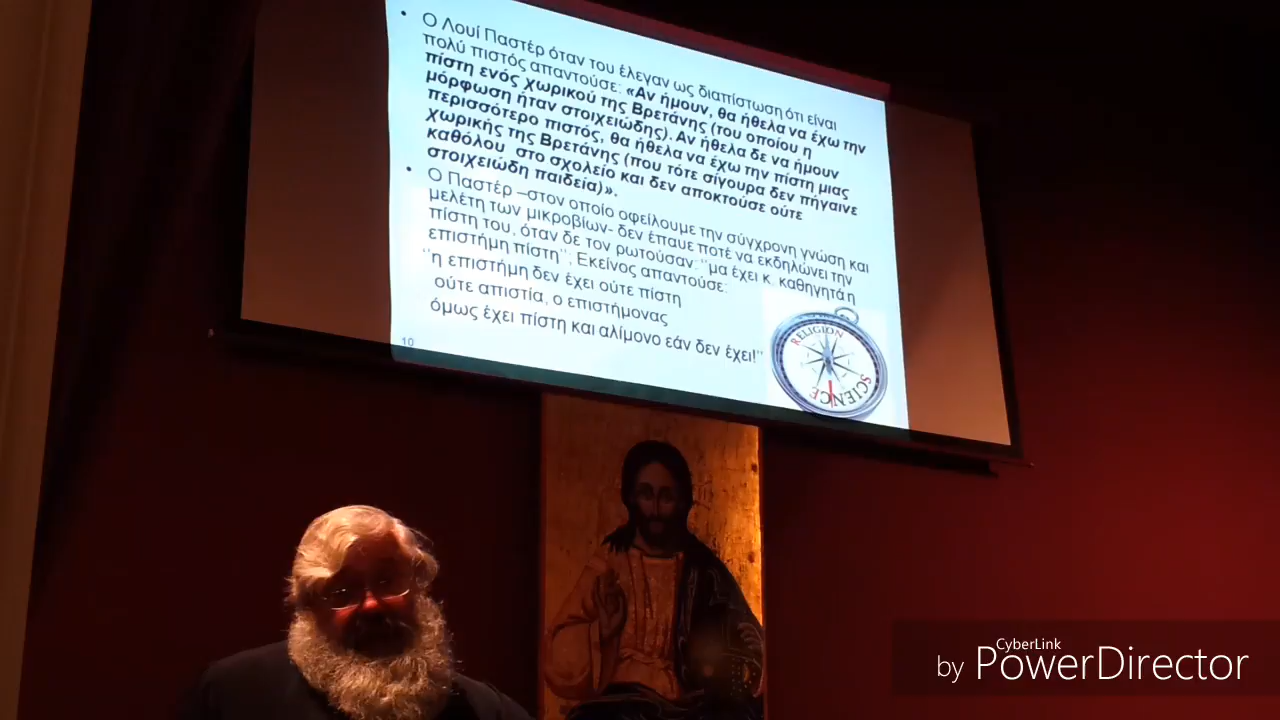 • Ο Λουί Παστέρ όταν του έλεγαν ως διαπίστωση ότι είναι
πολύ πιστός απαντούσε: «Αν ήμουν, θα ήθελα να έχω την
πίστη ενός χωρικού της Βρετάνης (του οποίου η
μόρφωση ήταν στοιχειώδης). Αν ήθελα δε να ήμουν
περισσότερο πιστός, θα ήθελα να έχω την πίστη μιας
χωρικής της Βρετάνης (που τότε σίγουρα δεν πήγαινε
καθόλου στο σχολείο και δεν αποκτούσε ούτε
στοιχειώδη παιδεία)».
• Ο Παστέρ –στον οποίο οφείλουμε την σύγχρονη γνώση και
μελέτη των μικροβίων- δεν έπαυε ποτέ να εκδηλώνει την
πίστη του, όταν δε τον ρωτούσαν: ‘‘μα έχει κ. καθηγητά η
επιστήμη πίστη’’; Εκείνος απαντούσε:
‘‘η επιστήμη δεν έχει ούτε πίστη
ούτε απιστία, ο επιστήμονας
όμως έχει πίστη και αλίμονο εάν δεν έχει!’’
RELIGION
SCIENCE
10
CyberLink
by PowerDirector